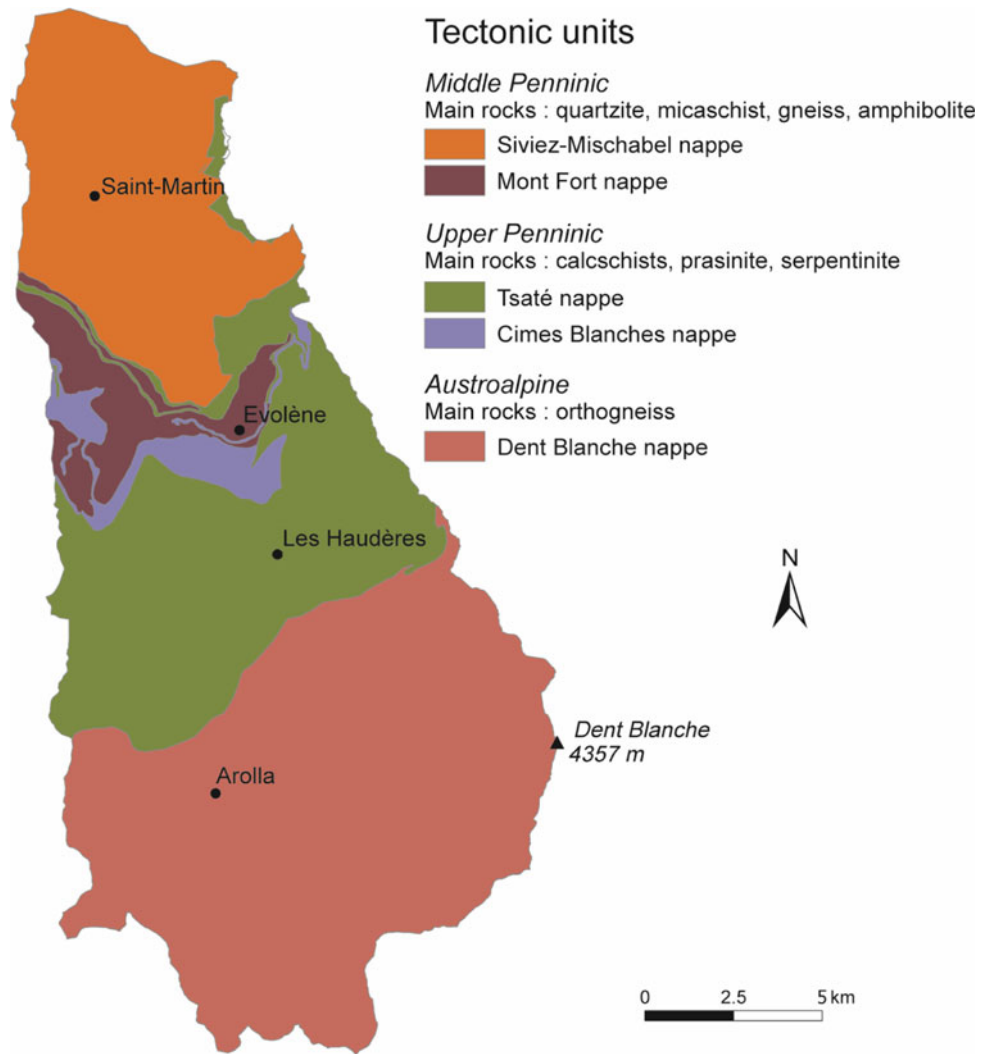 Tectonic units
Middle Penninic
Main rocks : quartzite, micaschist, gneiss, amphibolite
Siviez-Mischabel nappe
Mont Fort nappe
Upper Penninic
Main rocks : calcschists, prasinite, serpentinite
Tsaté nappe
Cimes Blanches nappe
Austroalpine
Main rocks : orthogneiss
Dent Blanche nappe
Saint-Martin
Evolène
Les Haudères
Arolla
Dent Blanche
4357 m
N
0 2.5 5 km